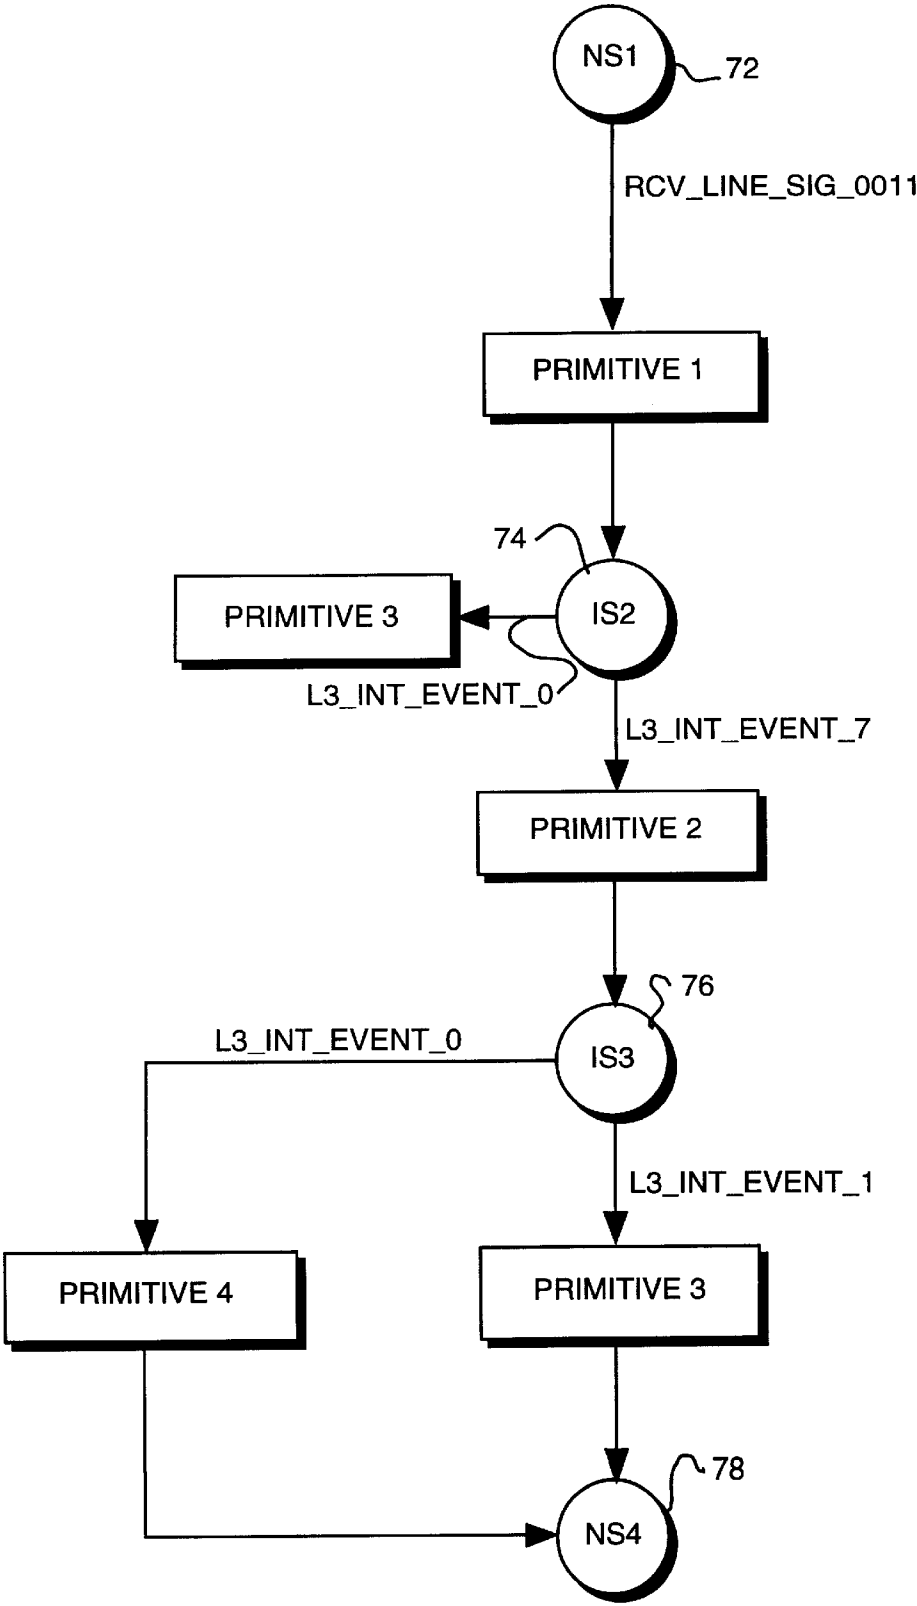 NS1
72
RCV_LINE_SIG_0011
PRIMITIVE 1
74
PRIMITIVE 3
IS2
L3_INT_EVENT_0
L3_INT_EVENT_7
PRIMITIVE 2
76
L3_INT_EVENT_0
IS3
L3_INT_EVENT_1
PRIMITIVE 4
PRIMITIVE 3
78
NS4